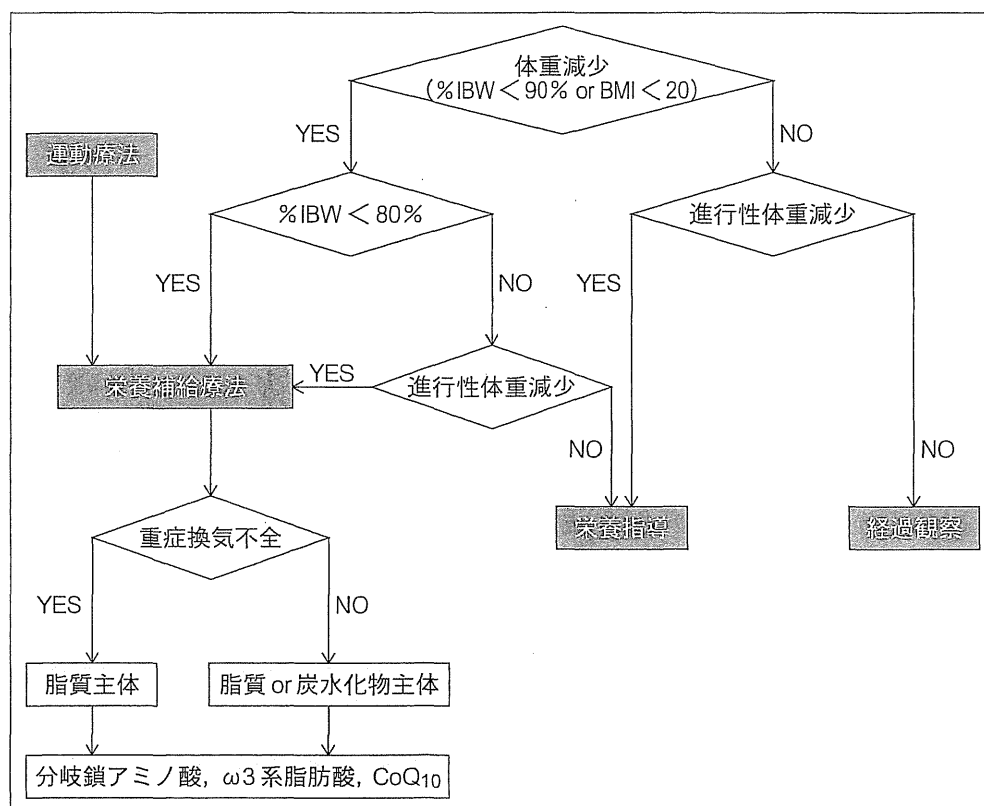 体重減少
(%IBW<90% or BMI<20)
YES
NO
運動療法
%IBW<80%
進行性体重減少
YES
NO
YES
栄養補給療法
YES
進行性体重減少
NO
NO
重症換気不全
栄養指導
経過観察
YES
NO
脂質主体
脂質 or 炭水化物主体
分岐鎖アミノ酸, ω3系脂肪酸, CoQ₁₀